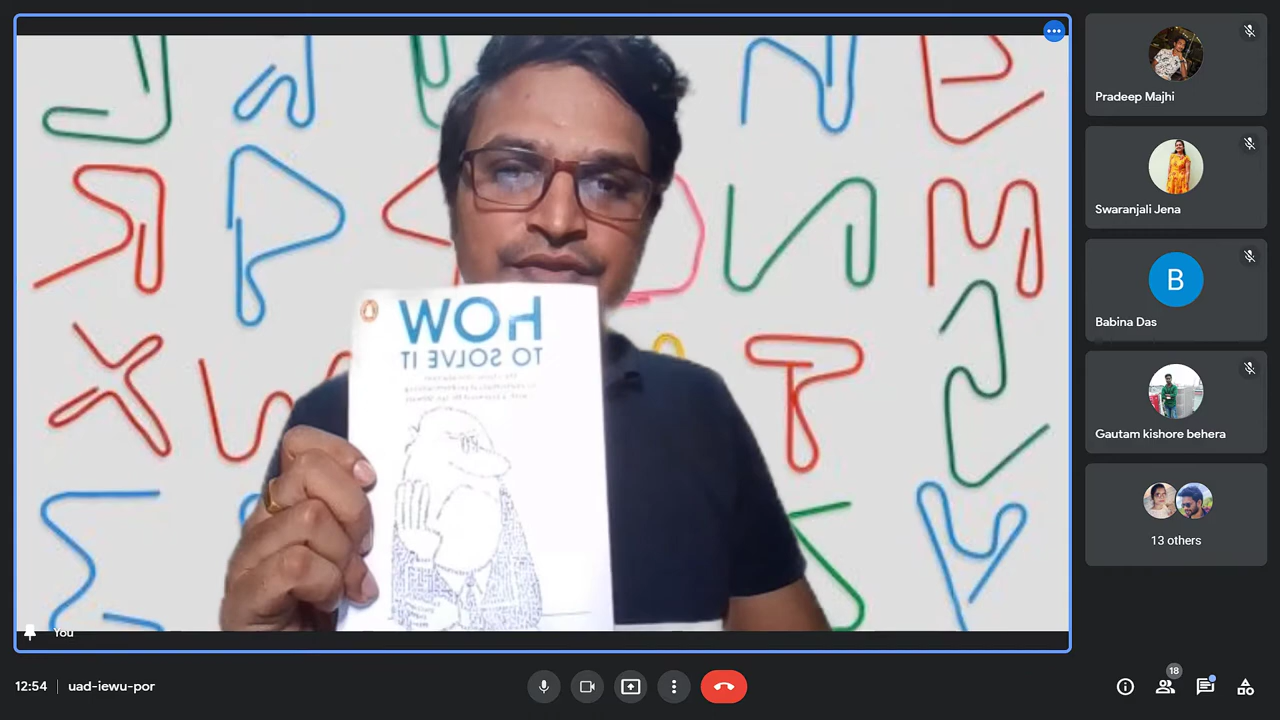 Pradeep Majhi
Swaranjali Jena
B
Babina Das
Gautam kishore behera
13 others
HOW
TO SOLVE IT
You
12:54 | uad-iewu-por
18